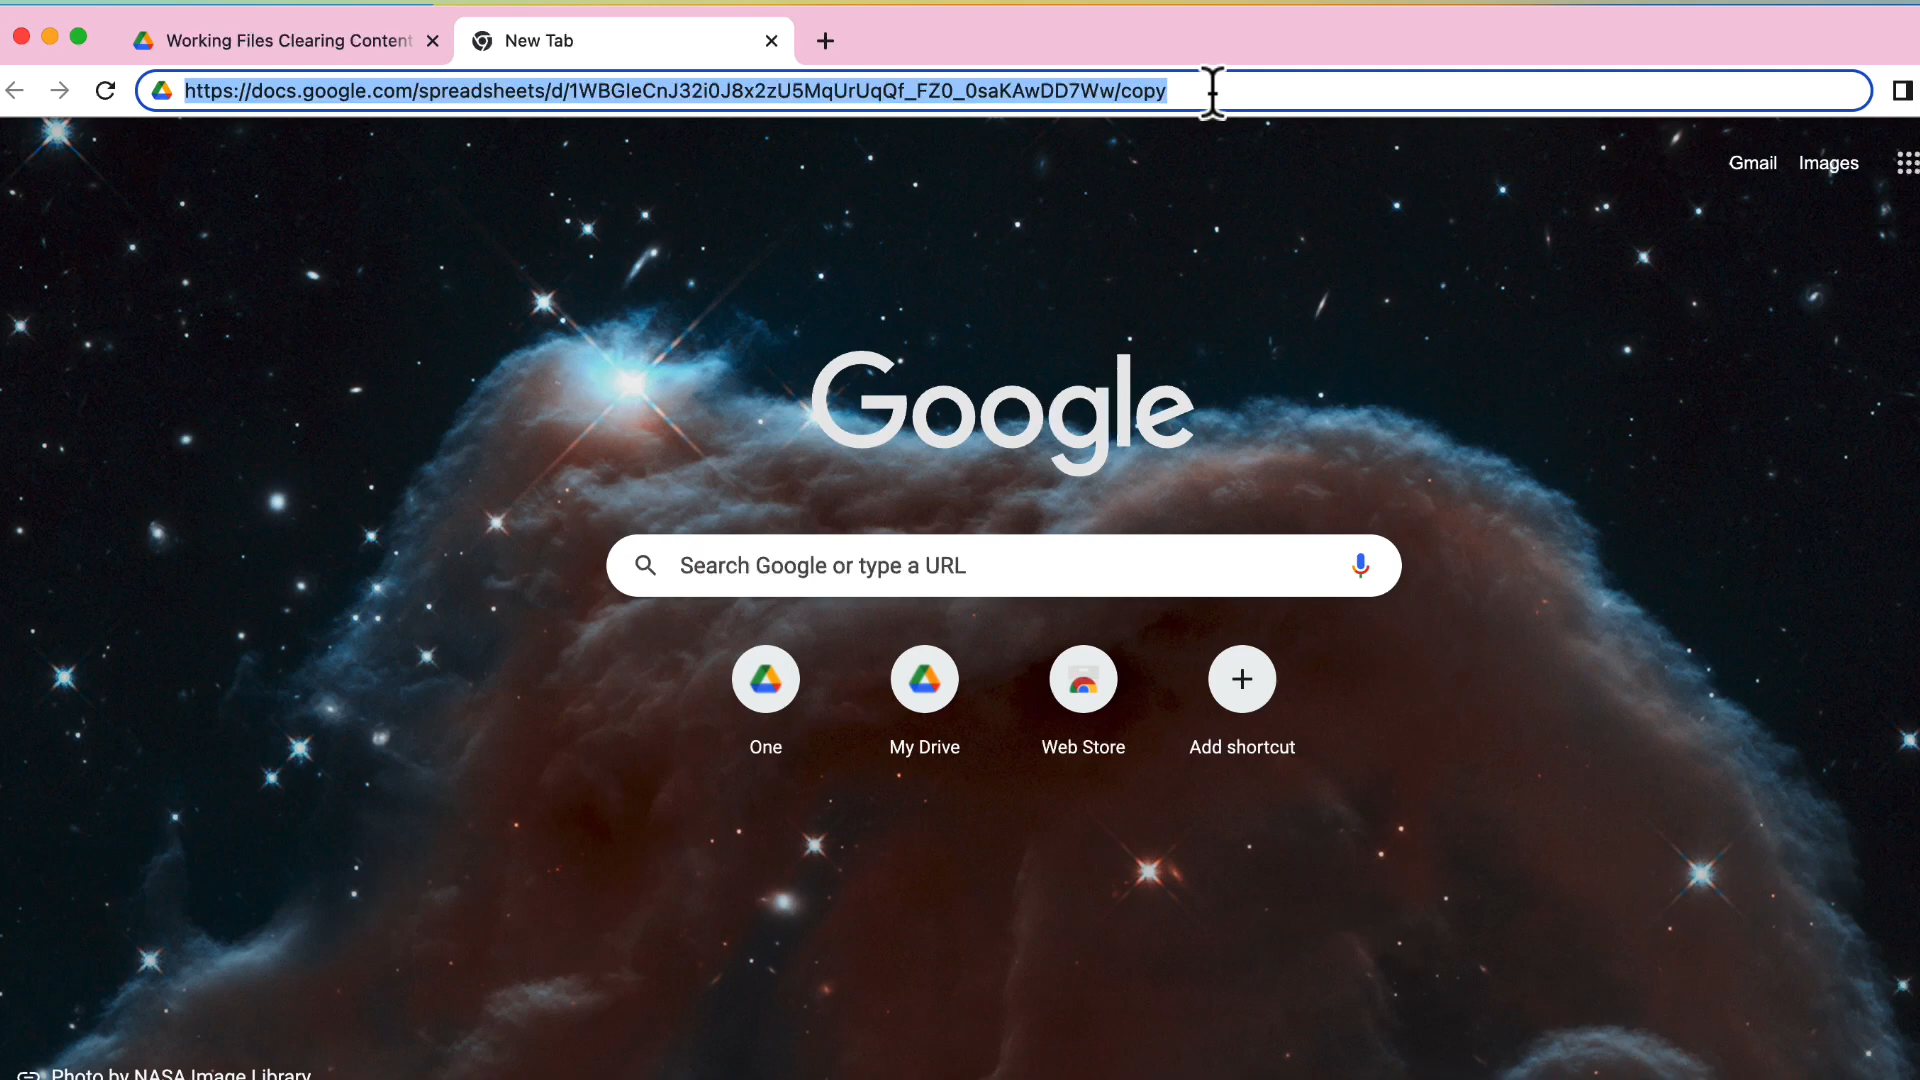 Working Files Clearing Content
New Tab
https://docs.google.com/spreadsheets/d/1WBGIeCnJ32i0J8x2zU5MqUrUqQf_FZ0_0saKAwDD7Ww/copy
Gmail Images
Google
Search Google or type a URL
One My Drive Web Store Add shortcut
Photo by NASA Image Library